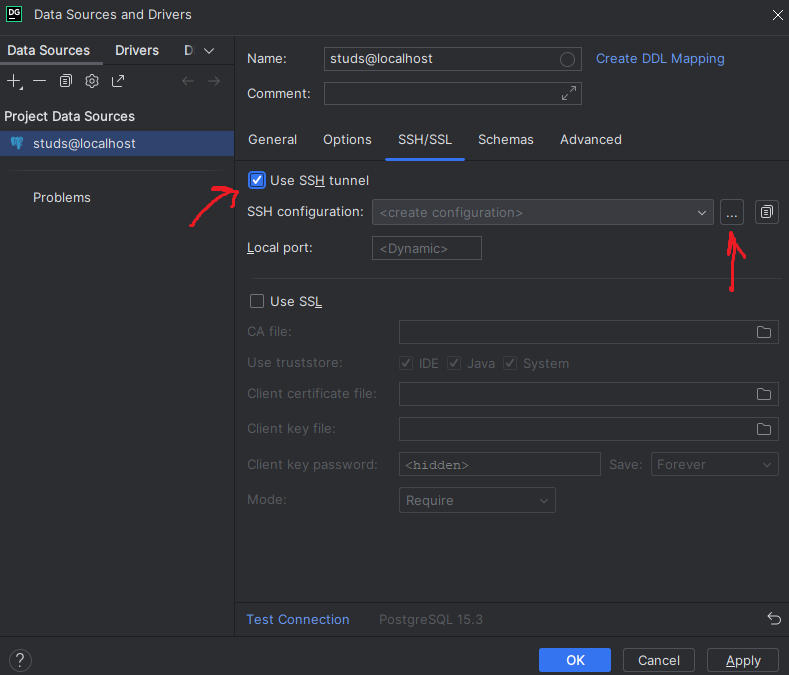 DG Data Sources and Drivers
Data Sources Drivers D
Project Data Sources
studs@localhost
Problems
Name: studs@localhost Create DDL Mapping
Comment:
General Options SSH/SSL Schemas Advanced
Use SSH tunnel
SSH configuration: <create configuration> ...
Local port: <Dynamic>
Use SSL
CA file:
Use truststore: IDE Java System
Client certificate file:
Client key file:
Client key password: <hidden> Save: Forever
Mode: Require
Test Connection PostgreSQL 15.3
? OK Cancel Apply